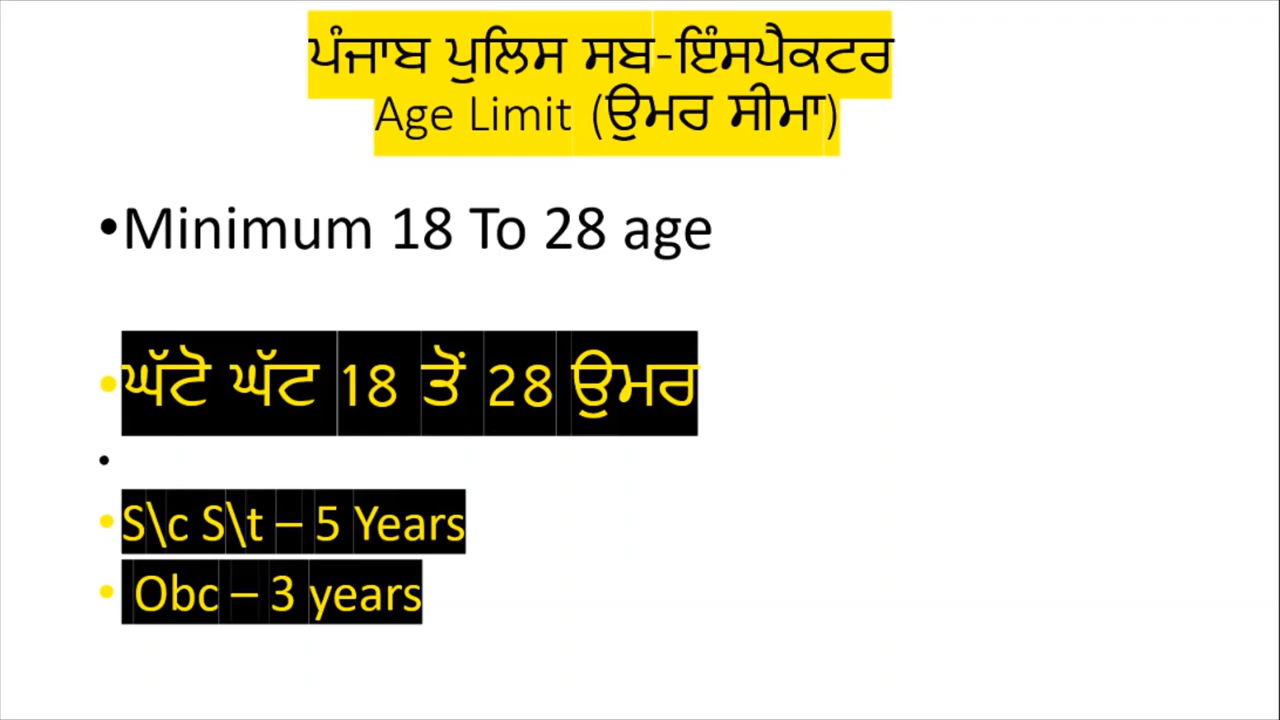 ਪੰਜਾਬ ਪੁਲਿਸ ਸਬ-ਇੰਸਪੈਕਟਰ
Age Limit (ਉਮਰ ਸੀਮਾ)
•Minimum 18 To 28 age
•ਘੱਟੋ ਘੱਟ 18 ਤੋਂ 28 ਉਮਰ
•
•S\c S\t – 5 Years
• Obc – 3 years